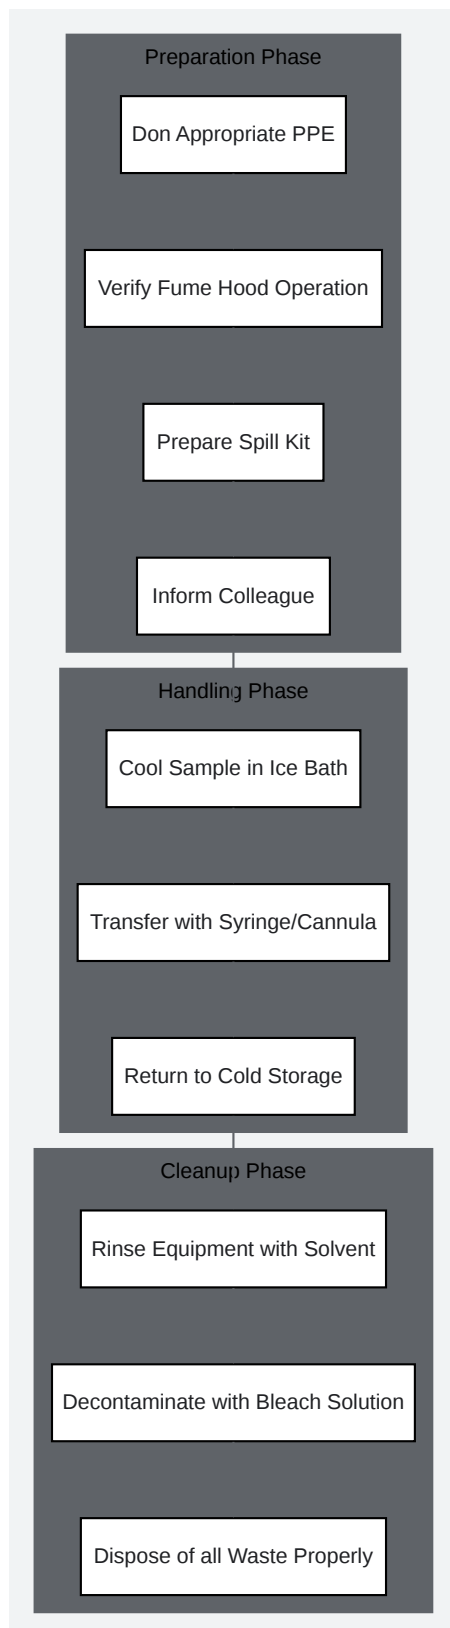 Preparation Phase
Don Appropriate PPE
Verify Fume Hood Operation
Prepare Spill Kit
Inform Colleague
Handling Phase
Cool Sample in Ice Bath
Transfer with Syringe/Cannula
Return to Cold Storage
Cleanup Phase
Rinse Equipment with Solvent
Decontaminate with Bleach Solution
Dispose of all Waste Properly